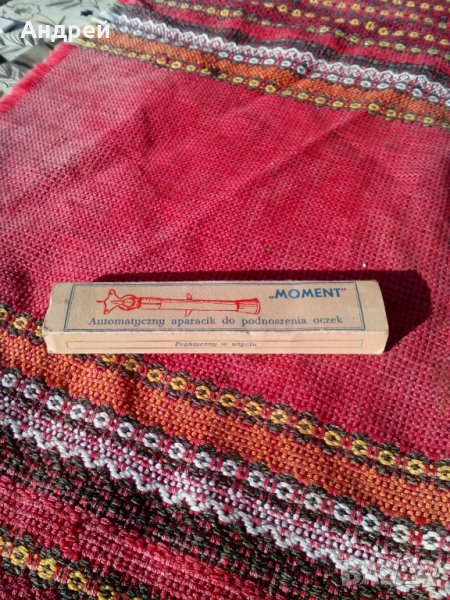 Андрей
„MOMENT"
Automatyczny aparacik do podnoszenia oczek
Praktyczny w użyciu